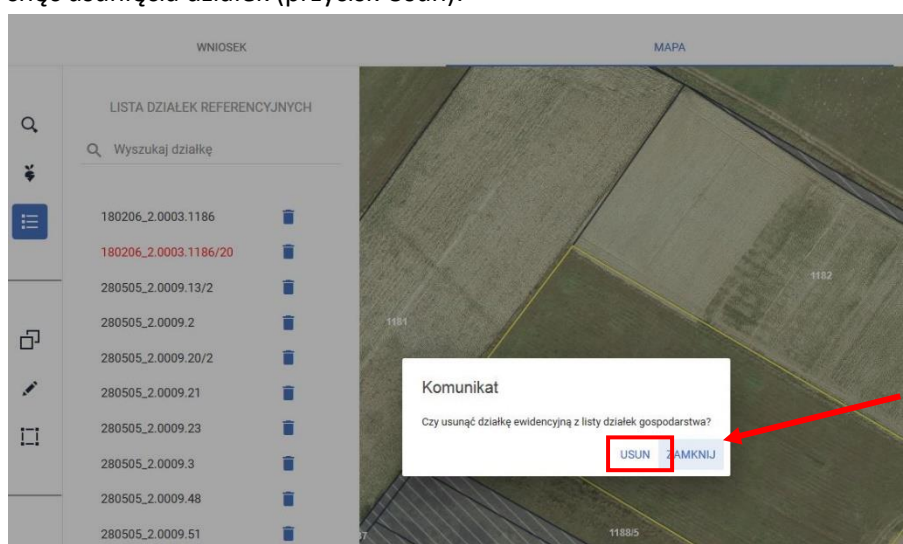 WNIOSEK
MAPA
LISTA DZIAŁEK REFERENCYJNYCH
Wyszukaj działkę
180206_2.0003.1186
180206_2.0003.1186/20
280505_2.0009.13/2
280505_2.0009.2
280505_2.0009.20/2
280505_2.0009.21
280505_2.0009.23
280505_2.0009.3
280505_2.0009.48
280505_2.0009.51
1182
1181
Komunikat
Czy usunąć działkę ewidencyjną z listy działek gospodarstwa?
USUN ZAMKNIJ
1188/5